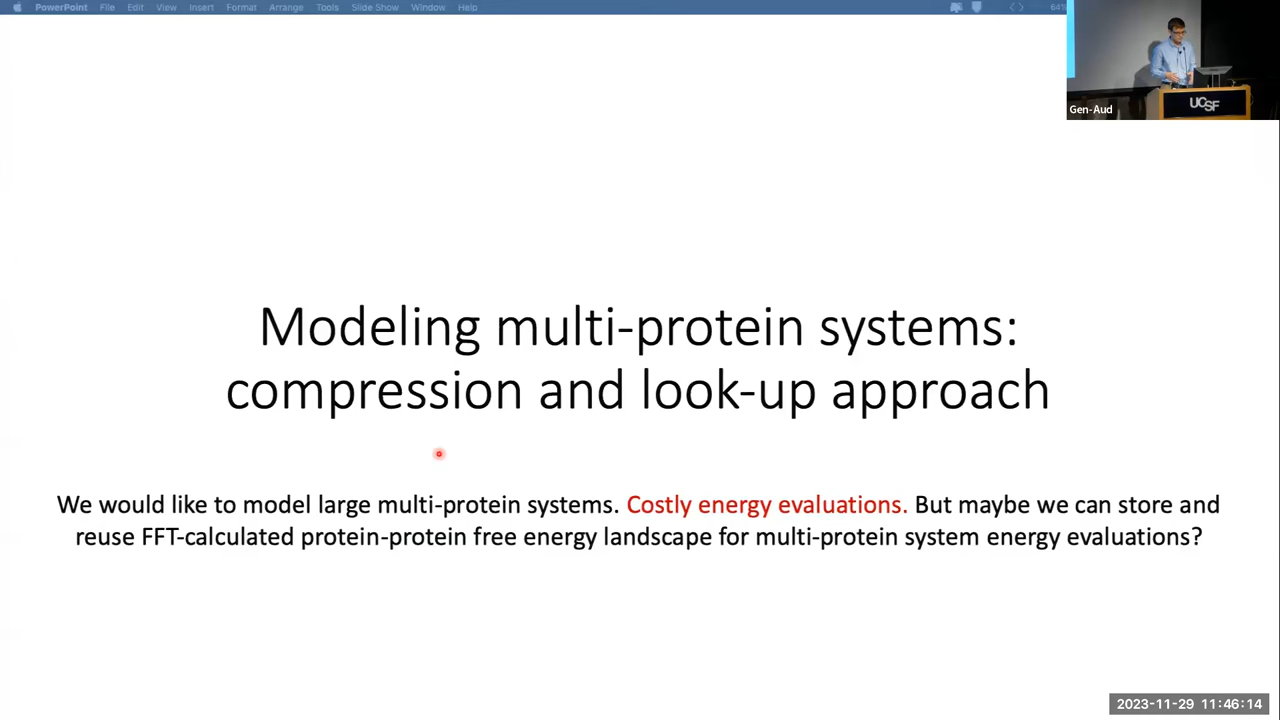 PowerPoint File Edit View Insert Format Arrange Tools Slide Show Window Help
Gen-Aud
UCSF
Modeling multi-protein systems:
compression and look-up approach
We would like to model large multi-protein systems. Costly energy evaluations. But maybe we can store and
reuse FFT-calculated protein-protein free energy landscape for multi-protein system energy evaluations?
2023-11-29 11:46:14